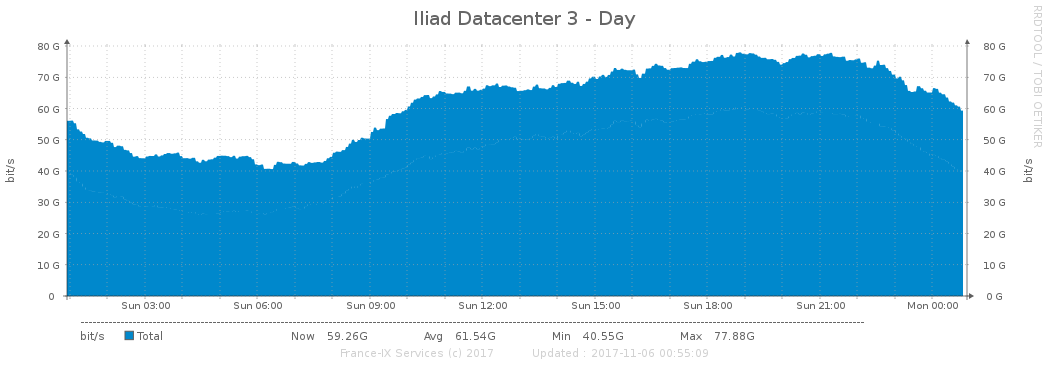 Iliad Datacenter 3 - Day
RRDTOOL / TOBI OETIKER
80 G 80 G
70 G 70 G
60 G 60 G
50 G 50 G
40 G 40 G
30 G 30 G
20 G 20 G
10 G 10 G
0 0 G
bit/s bit/s
Sun 03:00 Sun 06:00 Sun 09:00 Sun 12:00 Sun 15:00 Sun 18:00 Sun 21:00 Mon 00:00
bit/s Total Now 59.26G Avg 61.54G Min 40.55G Max 77.88G
France-IX Services (c) 2017 Updated : 2017-11-06 00:55:09